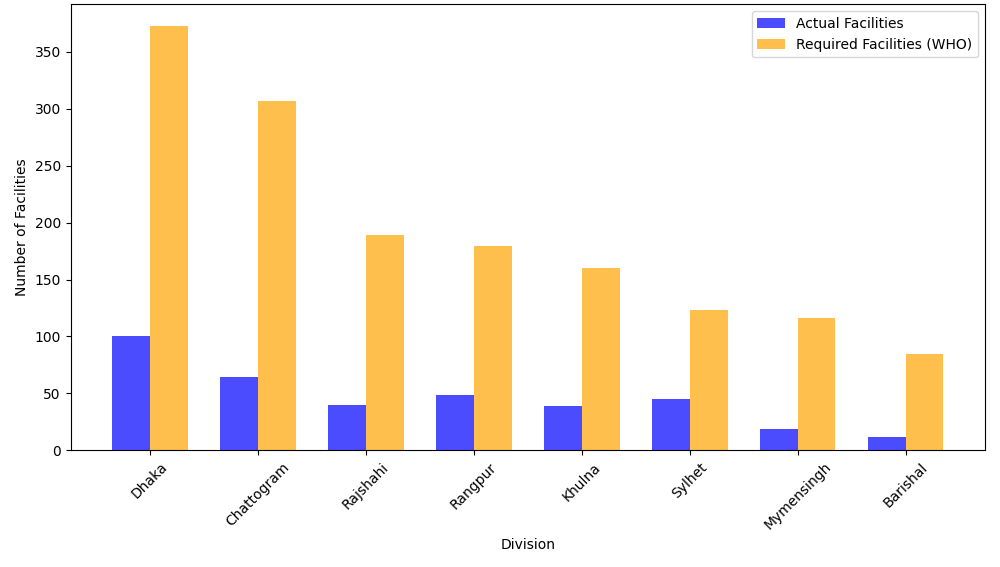 Actual Facilities
Required Facilities (WHO)
Number of Facilities
350
300
250
200
150
100
50
0
Dhaka
Chattogram
Rajshahi
Rangpur
Khulna
Sylhet
Mymensingh
Barishal
Division